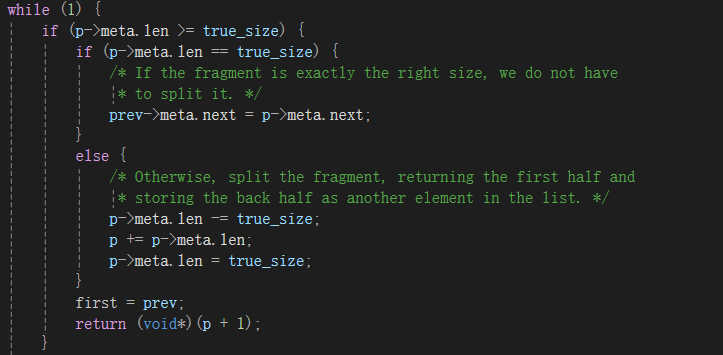 while (1) {
if (p->meta.len >= true_size) {
if (p->meta.len == true_size) {
/* If the fragment is exactly the right size, we do not have
* to split it. */
prev->meta.next = p->meta.next;
}
else {
/* Otherwise, split the fragment, returning the first half and
* storing the back half as another element in the list. */
p->meta.len -= true_size;
p += p->meta.len;
p->meta.len = true_size;
}
first = prev;
return (void*)(p + 1);
}